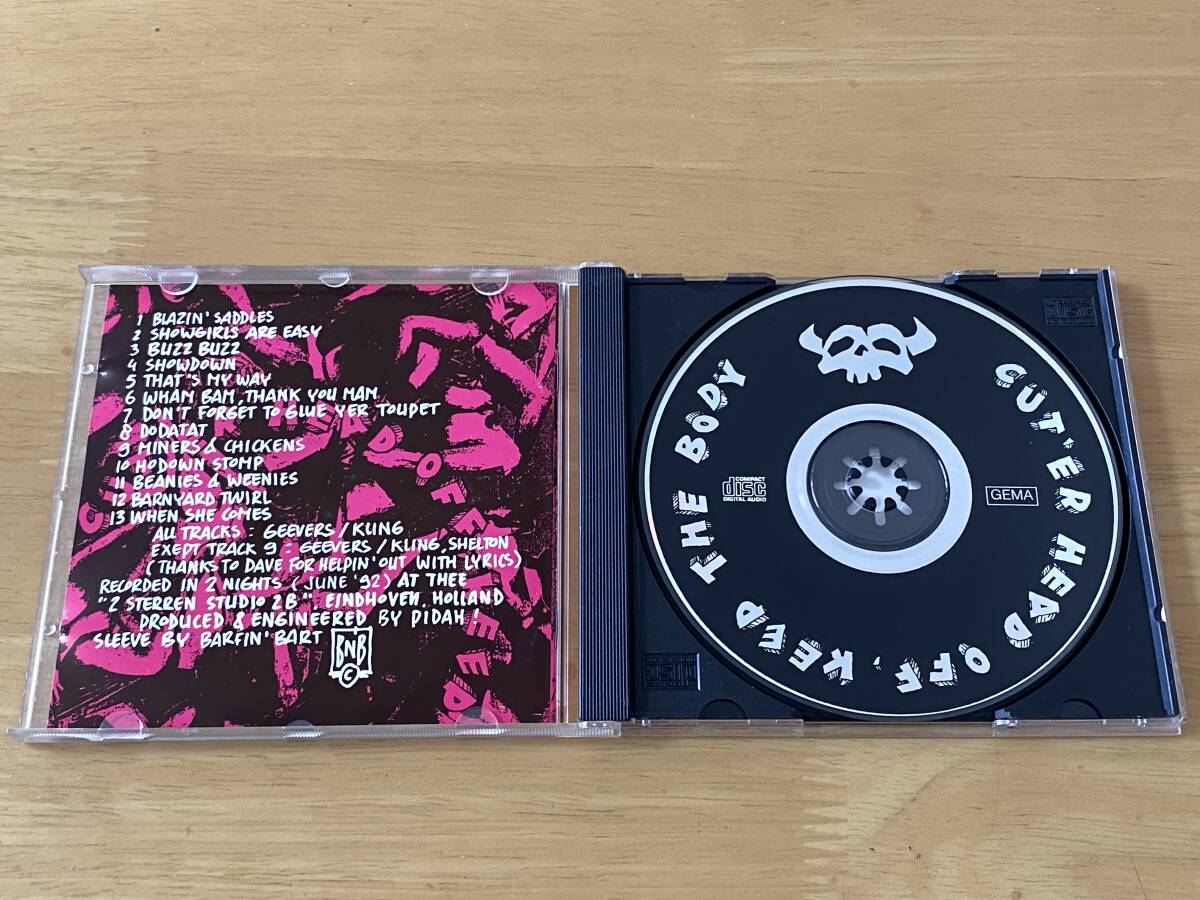 1 BLAZIN' SADDLES
2 SHOWGIRLS ARE EASY
3 BUZZ BUZZ
4 SHOWDOWN
5 THAT'S MY WAY
6 WHAM BAM, THANK YOU MAM
7 DON'T FORGET TO GLUE YER TOUPET
8 DODATAT
9 MINERS & CHICKENS
10 HODOWN STOMP
11 BEANIES & WEENIES
12 BARNYARD TWIRL
13 WHEN SHE COMES
ALL TRACKS GEEVERS / KLING
EXEPT TRACK 9 : GEEVERS / KLING, SHELTON
(THANKS TO DAVE FOR HELPIN' OUT WITH LYRICS)
RECORDED IN 2 NIGHTS (JUNE '92) AT THEE
"2 STERREN STUDIO 2B" EINDHOVEN. HOLLAND
PRODUCED & ENGINEERED BY DIDAH!
SLEEVE BY BARFIN' BART
BNB
©
CUT 'ER HEAD OFF, KEEP THE BODY
COMPACT
disc
DIGITAL AUDIO
GEMA